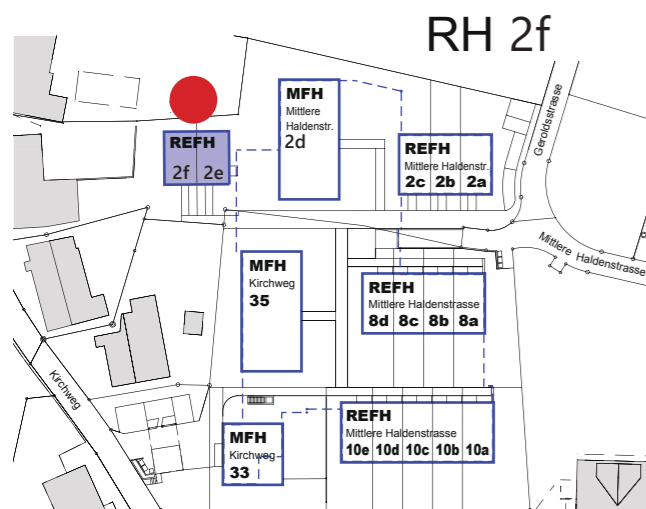 RH 2f
MFH
Mittlere
Haldenstr.
2d
REFH
2f 2e
REFH
Mittlere Haldenstr.
2c 2b 2a
Geroldsstrasse
Mittlere Haldenstrasse
MFH
Kirchweg
35
REFH
Mittlere Haldenstrasse
8d 8c 8b 8a
Kirchweg
MFH
Kirchweg
33
REFH
Mittlere Haldenstrasse
10e 10d 10c 10b 10a